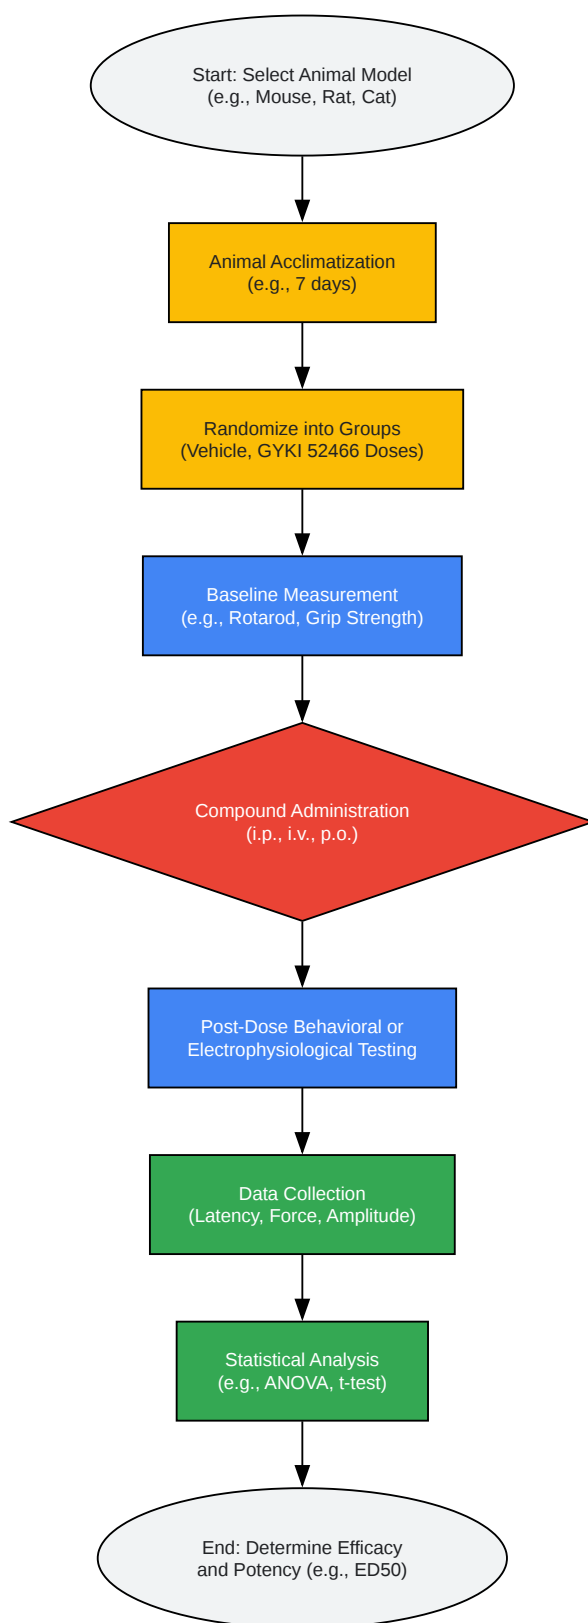 Start: Select Animal Model
(e.g., Mouse, Rat, Cat)
Animal Acclimatization
(e.g., 7 days)
Randomize into Groups
(Vehicle, GYKI 52466 Doses)
Baseline Measurement
(e.g., Rotarod, Grip Strength)
Compound Administration
(i.p., i.v., p.o.)
Post-Dose Behavioral or
Electrophysiological Testing
Data Collection
(Latency, Force, Amplitude)
Statistical Analysis
(e.g., ANOVA, t-test)
End: Determine Efficacy
and Potency (e.g., ED50)